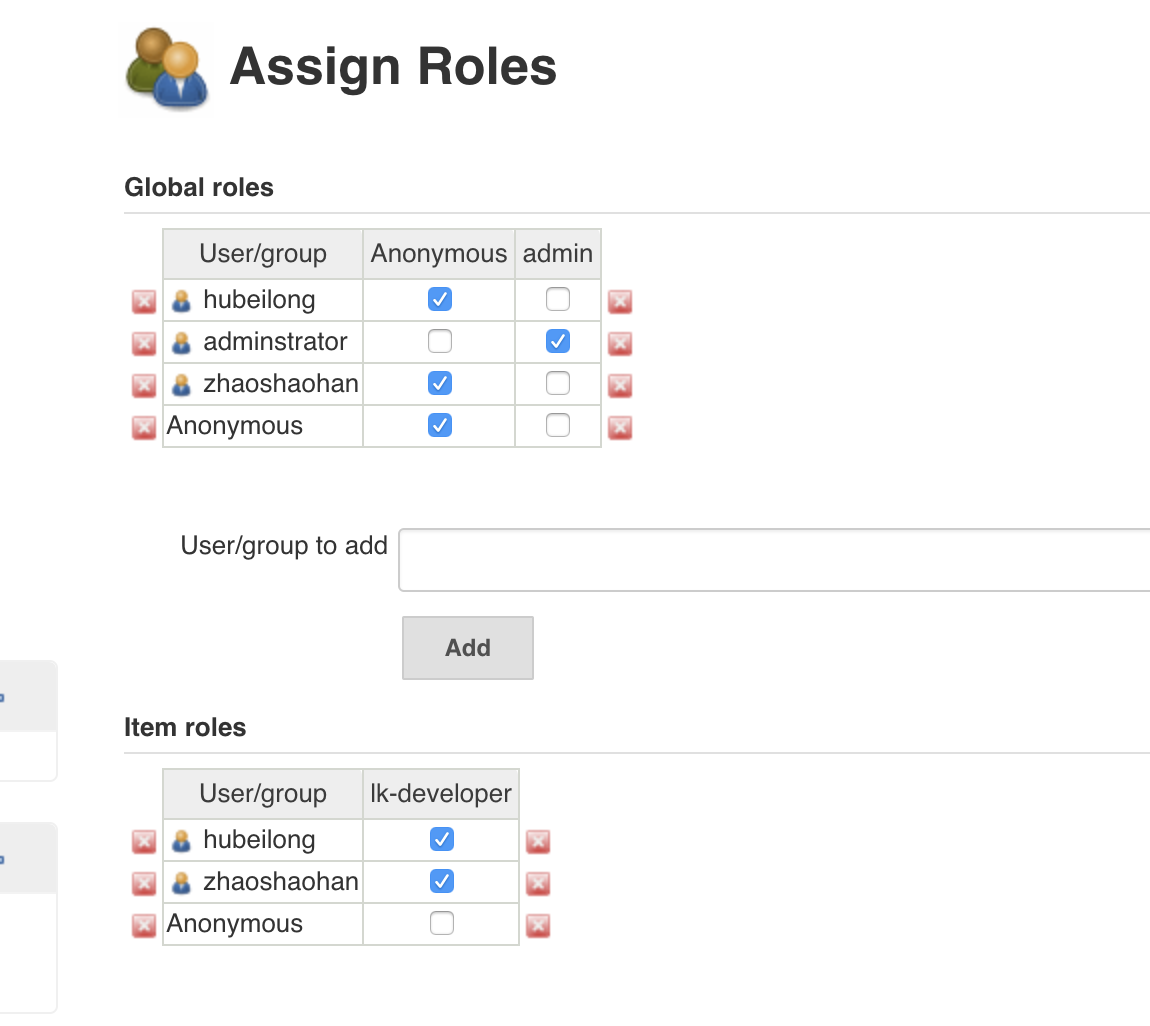 Assign Roles
Global roles
User/group Anonymous admin
hubeilong
adminstrator
zhaoshaohan
Anonymous
User/group to add
Add
Item roles
User/group lk-developer
hubeilong
zhaoshaohan
Anonymous